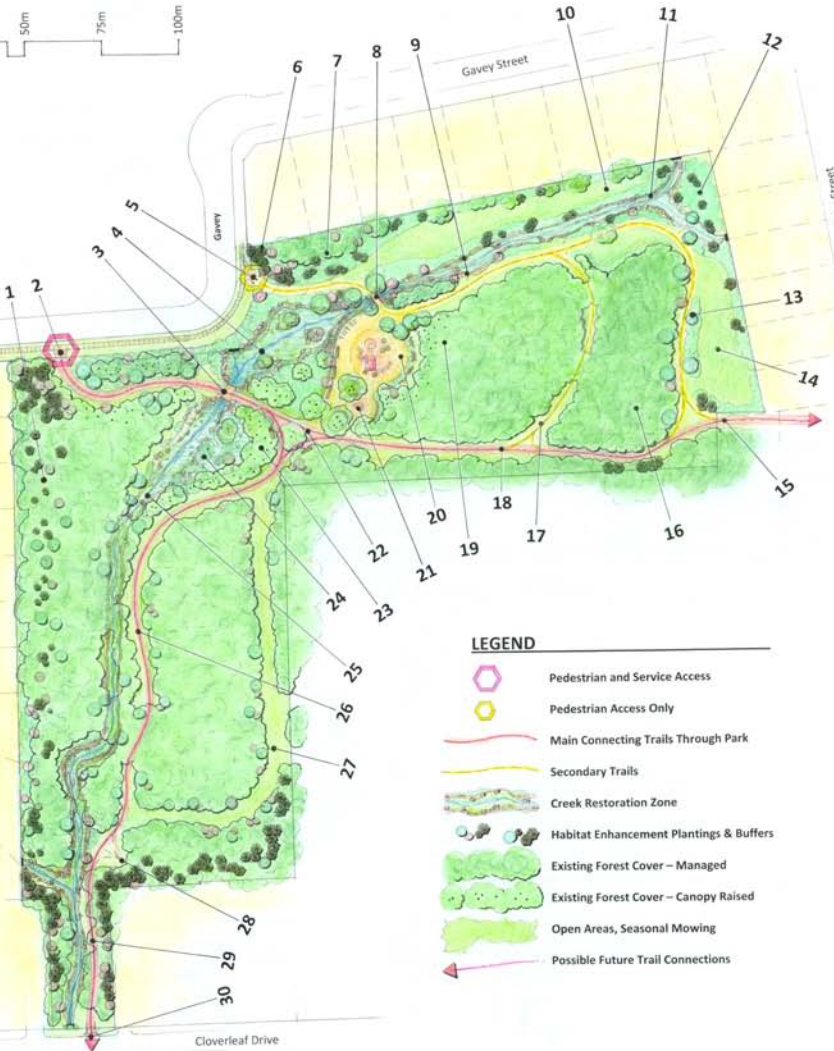 50m
75m
100m
Gavey Street
Gavey
Street
1
2
3
4
5
6
7
8
9
10
11
12
13
14
15
16
17
18
19
20
21
22
23
24
25
26
27
28
29
30
Cloverleaf Drive
LEGEND
Pedestrian and Service Access
Pedestrian Access Only
Main Connecting Trails Through Park
Secondary Trails
Creek Restoration Zone
Habitat Enhancement Plantings & Buffers
Existing Forest Cover – Managed
Existing Forest Cover – Canopy Raised
Open Areas, Seasonal Mowing
Possible Future Trail Connections